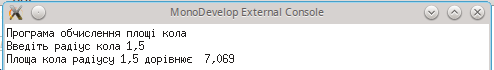 MonoDevelop External Console
Програма обчислення площі кола
Введіть радіус кола 1,5
Площа кола радіусу 1,5 дорівнює  7,069